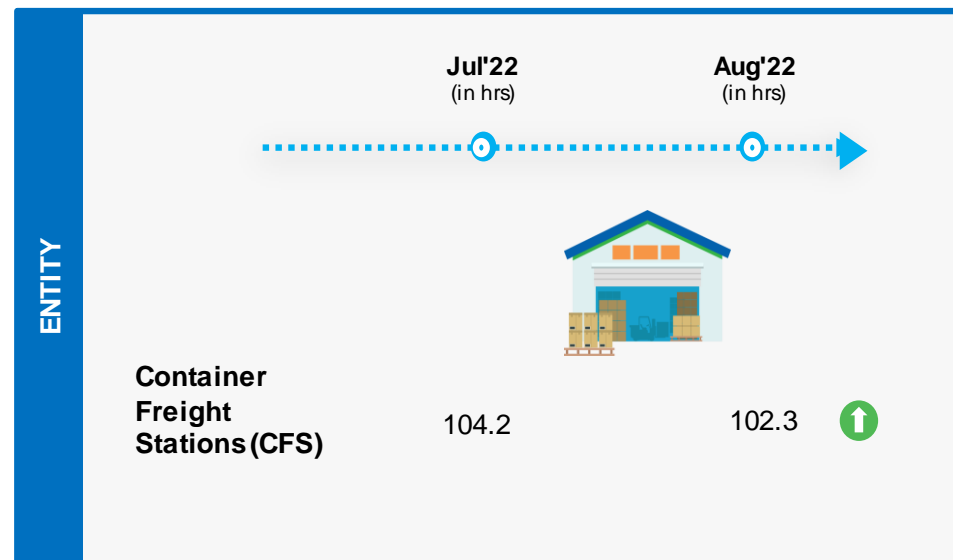 Jul'22
(in hrs)
Aug'22
(in hrs)
ENTITY
Container
Freight
Stations (CFS)
104.2
102.3